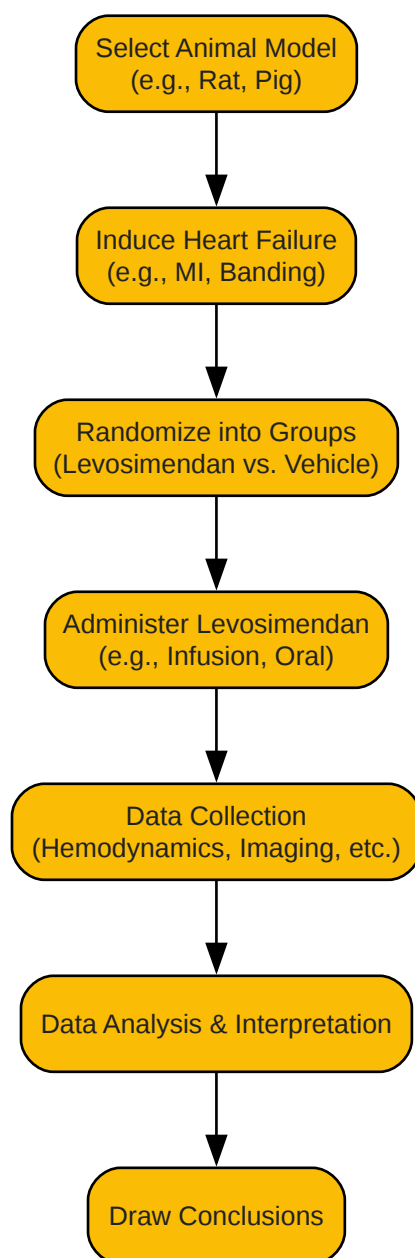 Select Animal Model
(e.g., Rat, Pig)
Induce Heart Failure
(e.g., MI, Banding)
Randomize into Groups
(Levosimendan vs. Vehicle)
Administer Levosimendan
(e.g., Infusion, Oral)
Data Collection
(Hemodynamics, Imaging, etc.)
Data Analysis & Interpretation
Draw Conclusions